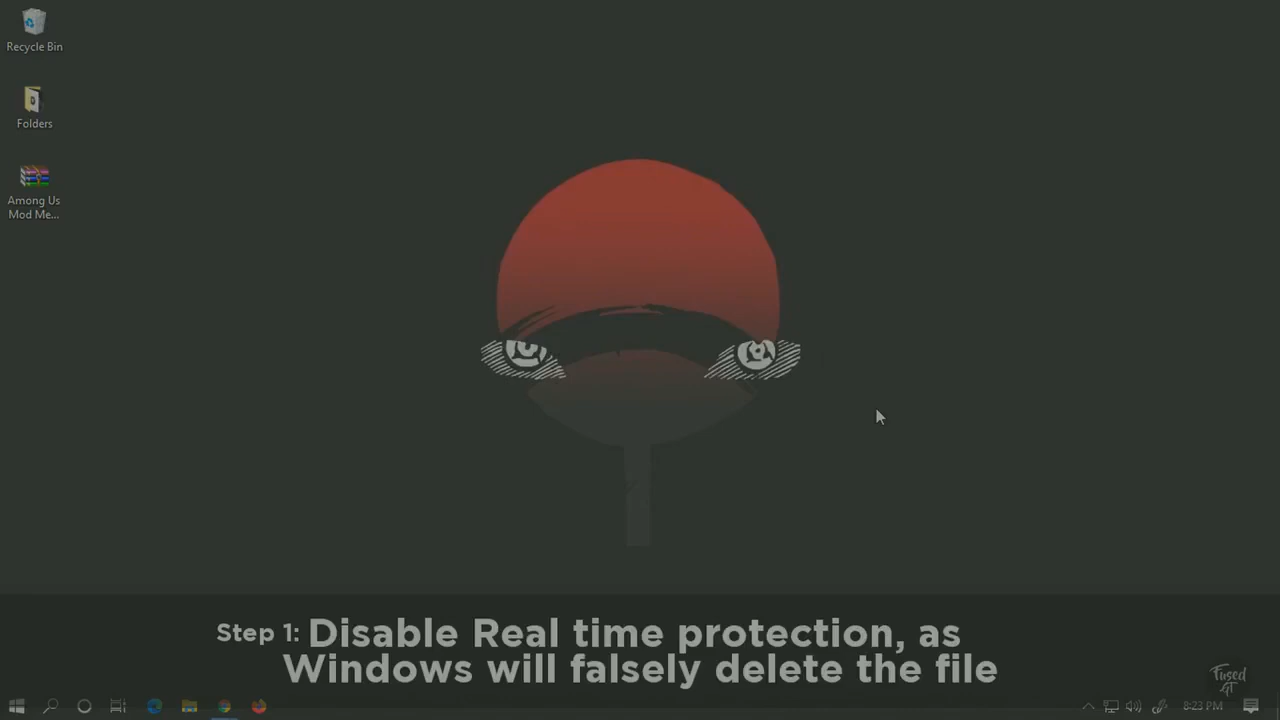 Recycle Bin
Folders
Among Us
Mod Me...
Step 1: Disable Real time protection, as
Windows will falsely delete the file
Fused
GT
8:23 PM